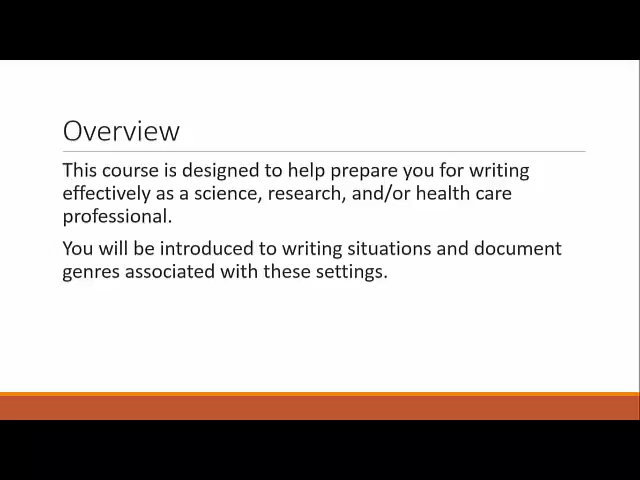 Overview
This course is designed to help prepare you for writing
effectively as a science, research, and/or health care
professional.
You will be introduced to writing situations and document
genres associated with these settings.